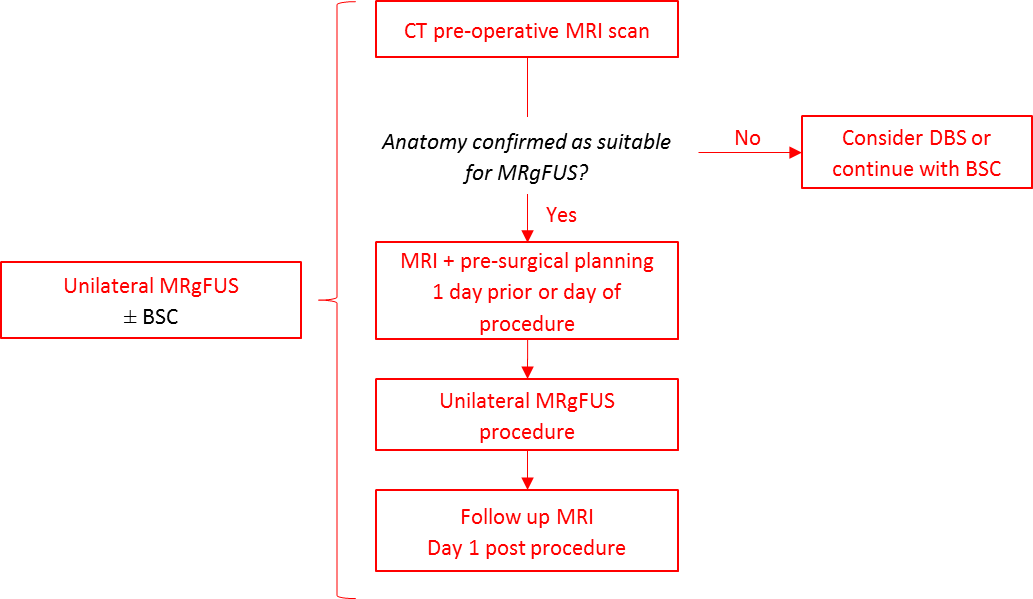 CT pre-operative MRI scan
Anatomy confirmed as suitable
for MRgFUS?
No
Consider DBS or
continue with BSC
Yes
MRI + pre-surgical planning
1 day prior or day of
procedure
Unilateral MRgFUS
± BSC
Unilateral MRgFUS
procedure
Follow up MRI
Day 1 post procedure